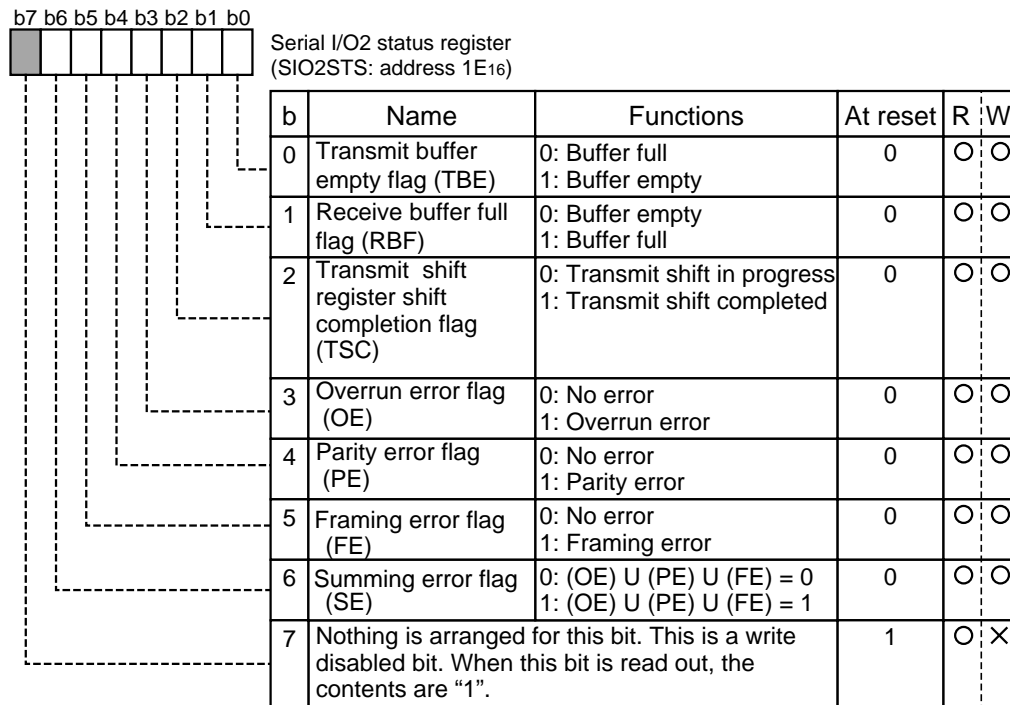 b7 b6 b5 b4 b3 b2 b1 b0
Serial I/O2 status register
(SIO2STS: address 1E16)
b Name Functions At reset R W
0 Transmit buffer empty flag (TBE) 0: Buffer full 0 O O
1: Buffer empty
1 Receive buffer full flag (RBF) 0: Buffer empty 0 O O
1: Buffer full
2 Transmit shift register shift completion flag (TSC) 0: Transmit shift in progress 0 O O
1: Transmit shift completed
3 Overrun error flag (OE) 0: No error 0 O O
1: Overrun error
4 Parity error flag (PE) 0: No error 0 O O
1: Parity error
5 Framing error flag (FE) 0: No error 0 O O
1: Framing error
6 Summing error flag (SE) 0: (OE) U (PE) U (FE) = 0 0 O O
1: (OE) U (PE) U (FE) = 1
7 Nothing is arranged for this bit. This is a write 1 O ×
disabled bit. When this bit is read out, the
contents are “1”.